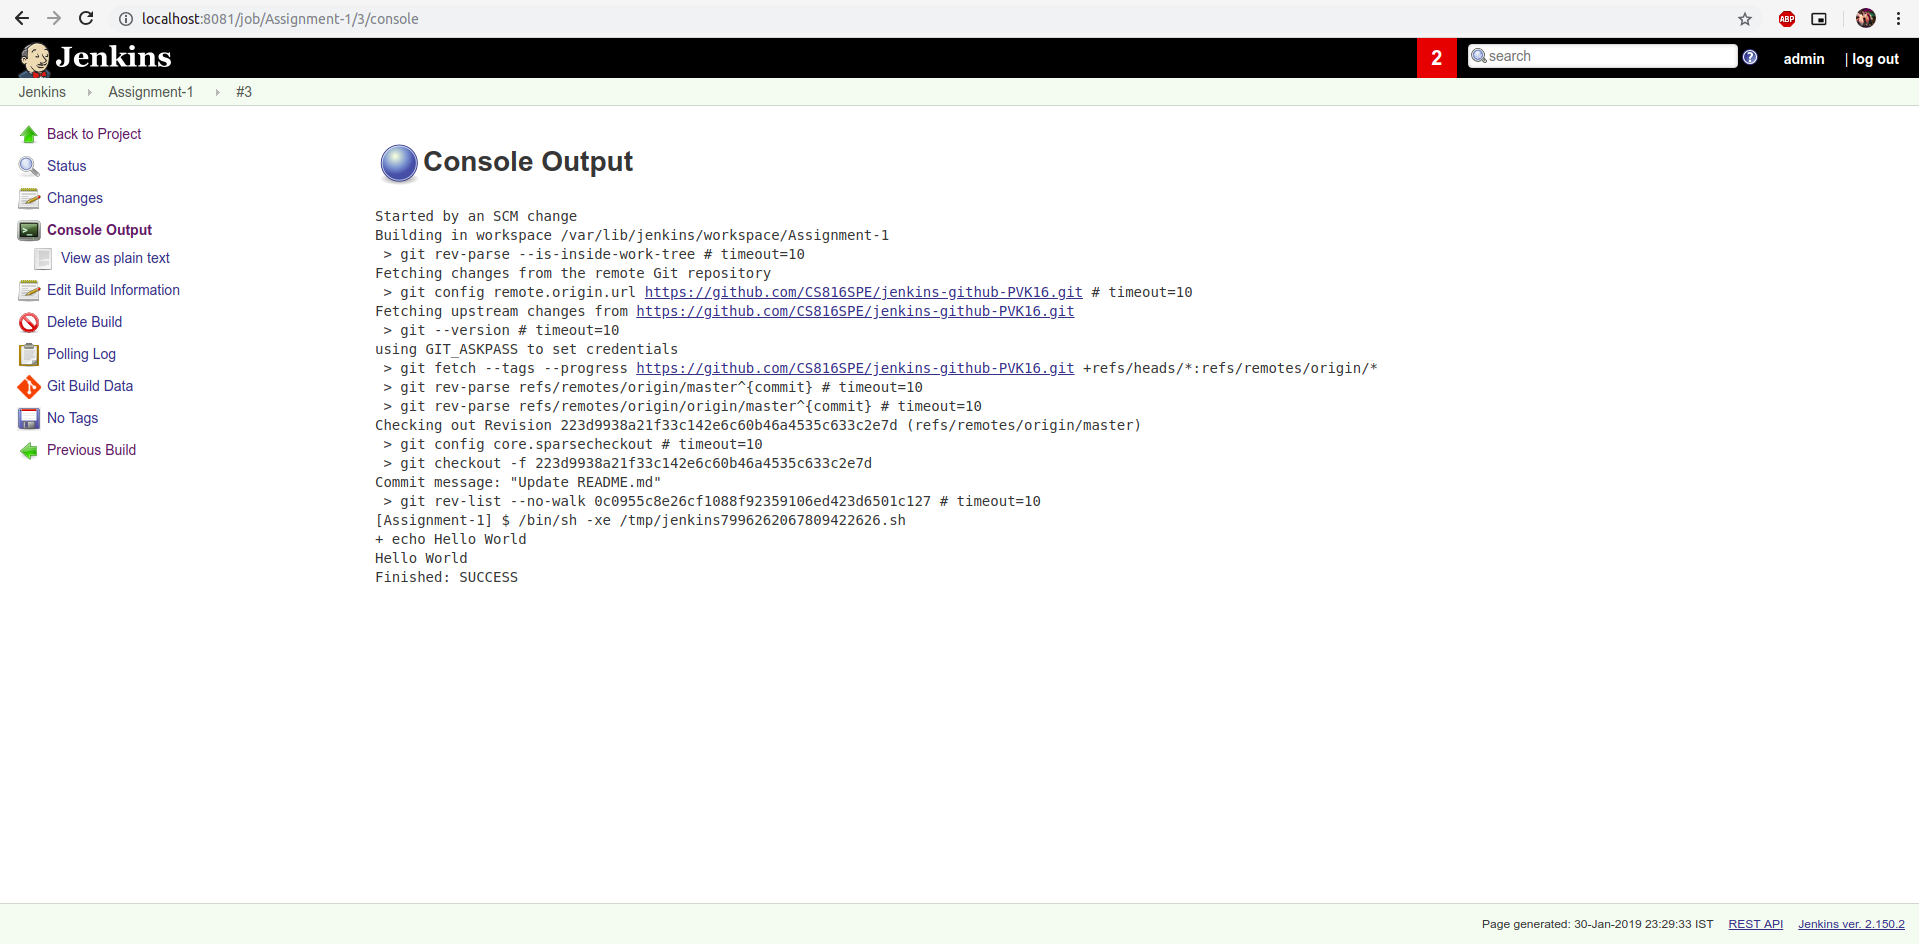 localhost:8081/job/Assignment-1/3/console
ABP
Jenkins
2
search
?
admin
| log out
Jenkins
Assignment-1
#3
Back to Project
Status
Changes
Console Output
View as plain text
Edit Build Information
Delete Build
Polling Log
Git Build Data
No Tags
Previous Build
Console Output
Started by an SCM change
Building in workspace /var/lib/jenkins/workspace/Assignment-1
 > git rev-parse --is-inside-work-tree # timeout=10
Fetching changes from the remote Git repository
 > git config remote.origin.url https://github.com/CS816SPE/jenkins-github-PVK16.git # timeout=10
Fetching upstream changes from https://github.com/CS816SPE/jenkins-github-PVK16.git
 > git --version # timeout=10
using GIT_ASKPASS to set credentials
 > git fetch --tags --progress https://github.com/CS816SPE/jenkins-github-PVK16.git +refs/heads/*:refs/remotes/origin/*
 > git rev-parse refs/remotes/origin/master^{commit} # timeout=10
 > git rev-parse refs/remotes/origin/origin/master^{commit} # timeout=10
Checking out Revision 223d9938a21f33c142e6c60b46a4535c633c2e7d (refs/remotes/origin/master)
 > git config core.sparsecheckout # timeout=10
 > git checkout -f 223d9938a21f33c142e6c60b46a4535c633c2e7d
Commit message: "Update README.md"
 > git rev-list --no-walk 0c0955c8e26cf1088f92359106ed423d6501c127 # timeout=10
[Assignment-1] $ /bin/sh -xe /tmp/jenkins7996262067809422626.sh
+ echo Hello World
Hello World
Finished: SUCCESS
Page generated: 30-Jan-2019 23:29:33 IST
REST API
Jenkins ver. 2.150.2